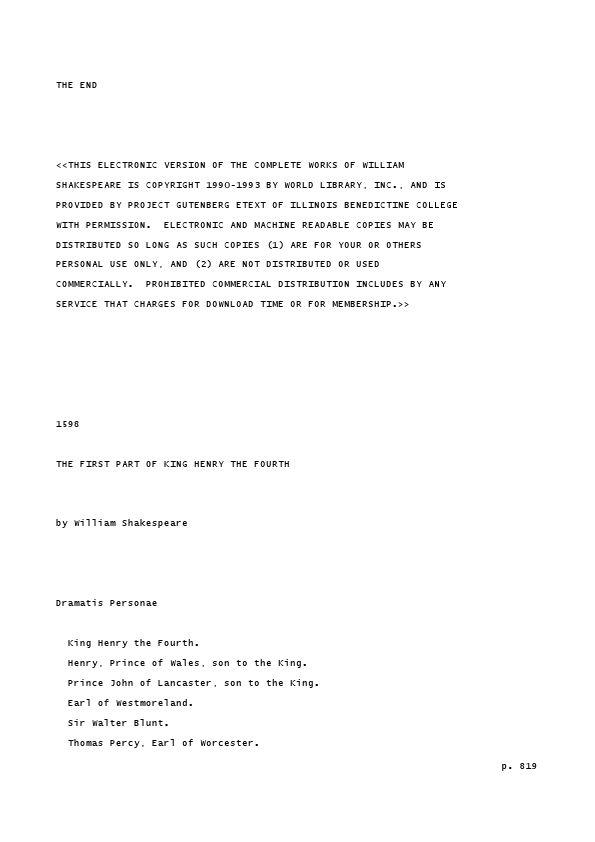 THE END
<<THIS ELECTRONIC VERSION OF THE COMPLETE WORKS OF WILLIAM
SHAKESPEARE IS COPYRIGHT 1990-1993 BY WORLD LIBRARY, INC., AND IS
PROVIDED BY PROJECT GUTENBERG ETEXT OF ILLINOIS BENEDICTINE COLLEGE
WITH PERMISSION.  ELECTRONIC AND MACHINE READABLE COPIES MAY BE
DISTRIBUTED SO LONG AS SUCH COPIES (1) ARE FOR YOUR OR OTHERS
PERSONAL USE ONLY, AND (2) ARE NOT DISTRIBUTED OR USED
COMMERCIALLY.  PROHIBITED COMMERCIAL DISTRIBUTION INCLUDES BY ANY
SERVICE THAT CHARGES FOR DOWNLOAD TIME OR FOR MEMBERSHIP.>>
1598
THE FIRST PART OF KING HENRY THE FOURTH
by William Shakespeare
Dramatis Personae
King Henry the Fourth.
Henry, Prince of Wales, son to the King.
Prince John of Lancaster, son to the King.
Earl of Westmoreland.
Sir Walter Blunt.
Thomas Percy, Earl of Worcester.
p. 819